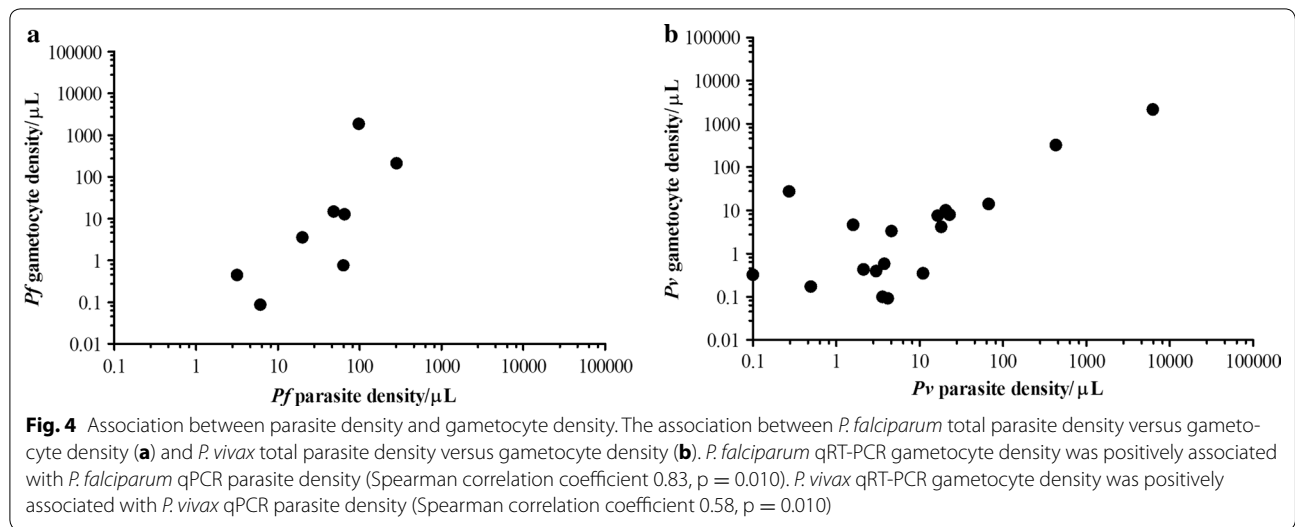 a
100000
10000
1000
100
10
1
0.1
0.01
Pf gametocyte density/μL
0.1 1 10 100 1000 10000 100000
Pf parasite density/μL
b
100000
10000
1000
100
10
1
0.1
0.01
Pv gametocyte density/μL
0.1 1 10 100 1000 10000 100000
Pv parasite density/μL
Fig. 4 Association between parasite density and gametocyte density. The association between P. falciparum total parasite density versus gameto-
cyte density (a) and P. vivax total parasite density versus gametocyte density (b). P. falciparum qRT-PCR gametocyte density was positively associated
with P. falciparum qPCR parasite density (Spearman correlation coefficient 0.83, p = 0.010). P. vivax qRT-PCR gametocyte density was positively
associated with P. vivax qPCR parasite density (Spearman correlation coefficient 0.58, p = 0.010)